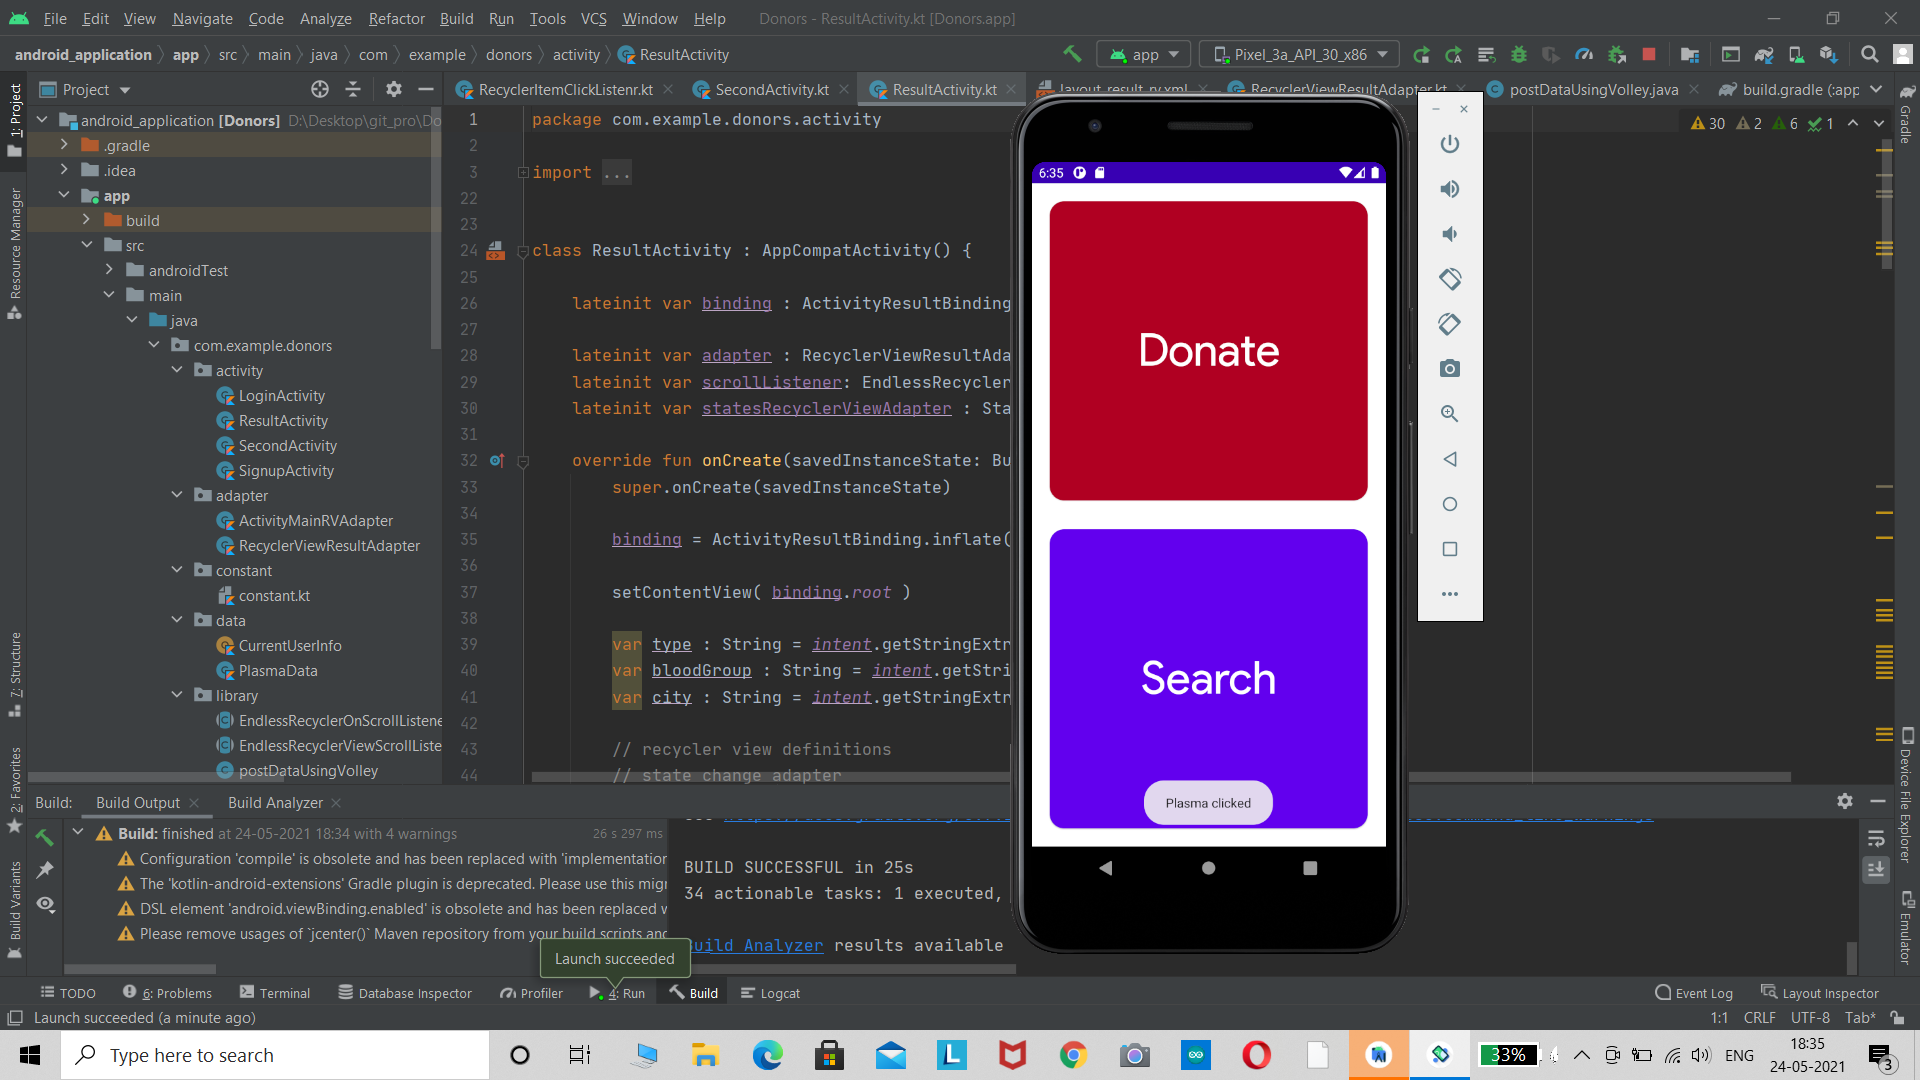 File Edit View Navigate Code Analyze Refactor Build Run Tools VCS Window Help Donors - ResultActivity.kt [Donors.app]
android_application app src main java com example donors activity ResultActivity app Pixel_3a_API_30_x86
1: Project
Resource Manager
7: Structure
2: Favorites
Build Variants
Project
android_application [Donors] D:\Desktop\git_pro\Do
.gradle
.idea
app
build
src
androidTest
main
java
com.example.donors
activity
LoginActivity
ResultActivity
SecondActivity
SignupActivity
adapter
ActivityMainRVAdapter
RecyclerViewResultAdapter
constant
constant.kt
data
CurrentUserInfo
PlasmaData
library
EndlessRecyclerOnScrollListene
EndlessRecyclerViewScrollListe
postDataUsingVolley
RecyclerItemClickListenr.kt SecondActivity.kt ResultActivity.kt layout_result_rv.xml RecyclerViewResultAdapter.kt postDataUsingVolley.java build.gradle (:app
30 2 6 1
1 package com.example.donors.activity
2
3 import ...
22
23
24 class ResultActivity : AppCompatActivity() {
25
26 lateinit var binding : ActivityResultBinding
27
28 lateinit var adapter : RecyclerViewResultAda
29 lateinit var scrollListener: EndlessRecycler
30 lateinit var statesRecyclerViewAdapter : Sta
31
32 override fun onCreate(savedInstanceState: Bu
33 super.onCreate(savedInstanceState)
34
35 binding = ActivityResultBinding.inflate(
36
37 setContentView( binding.root )
38
39 var type : String = intent.getStringExtr
40 var bloodGroup : String = intent.getStri
41 var city : String = intent.getStringExtr
42
43 // recycler view definitions
44 // state change adapter
6:35
Donate
Search
Plasma clicked
Gradle
Device File Explorer
Emulator
Build: Build Output Build Analyzer
Build: finished at 24-05-2021 18:34 with 4 warnings 26 s 297 ms
Configuration 'compile' is obsolete and has been replaced with 'implementation
The 'kotlin-android-extensions' Gradle plugin is deprecated. Please use this mig
DSL element 'android.viewBinding.enabled' is obsolete and has been replaced w
Please remove usages of `jcenter()` Maven repository from your build scripts and
BUILD SUCCESSFUL in 25s
34 actionable tasks: 1 executed,
Build Analyzer results available
Launch succeeded
TODO 6: Problems Terminal Database Inspector Profiler 4: Run Build Logcat Event Log Layout Inspector
Launch succeeded (a minute ago) 1:1 CRLF UTF-8 Tab*
Type here to search
L
33%
ENG
18:35
24-05-2021
3